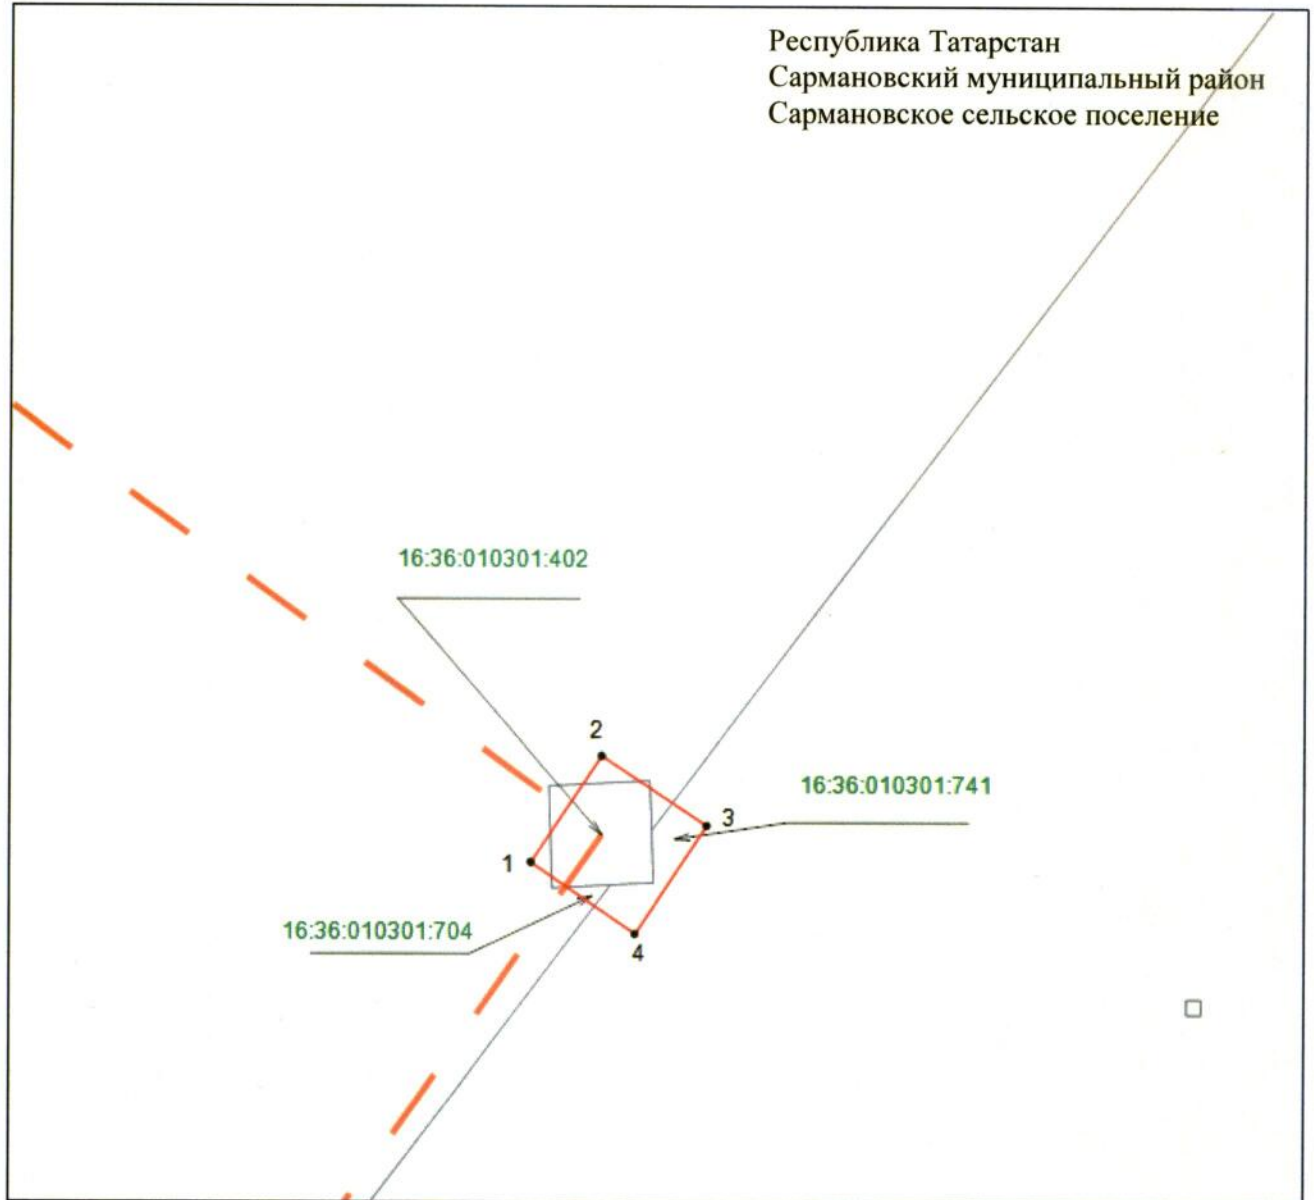 Республика Татарстан
Сармановский муниципальный район
Сармановское сельское поселение
16:36:010301:402
2
16:36:010301:741
3
1
16:36:010301:704
4